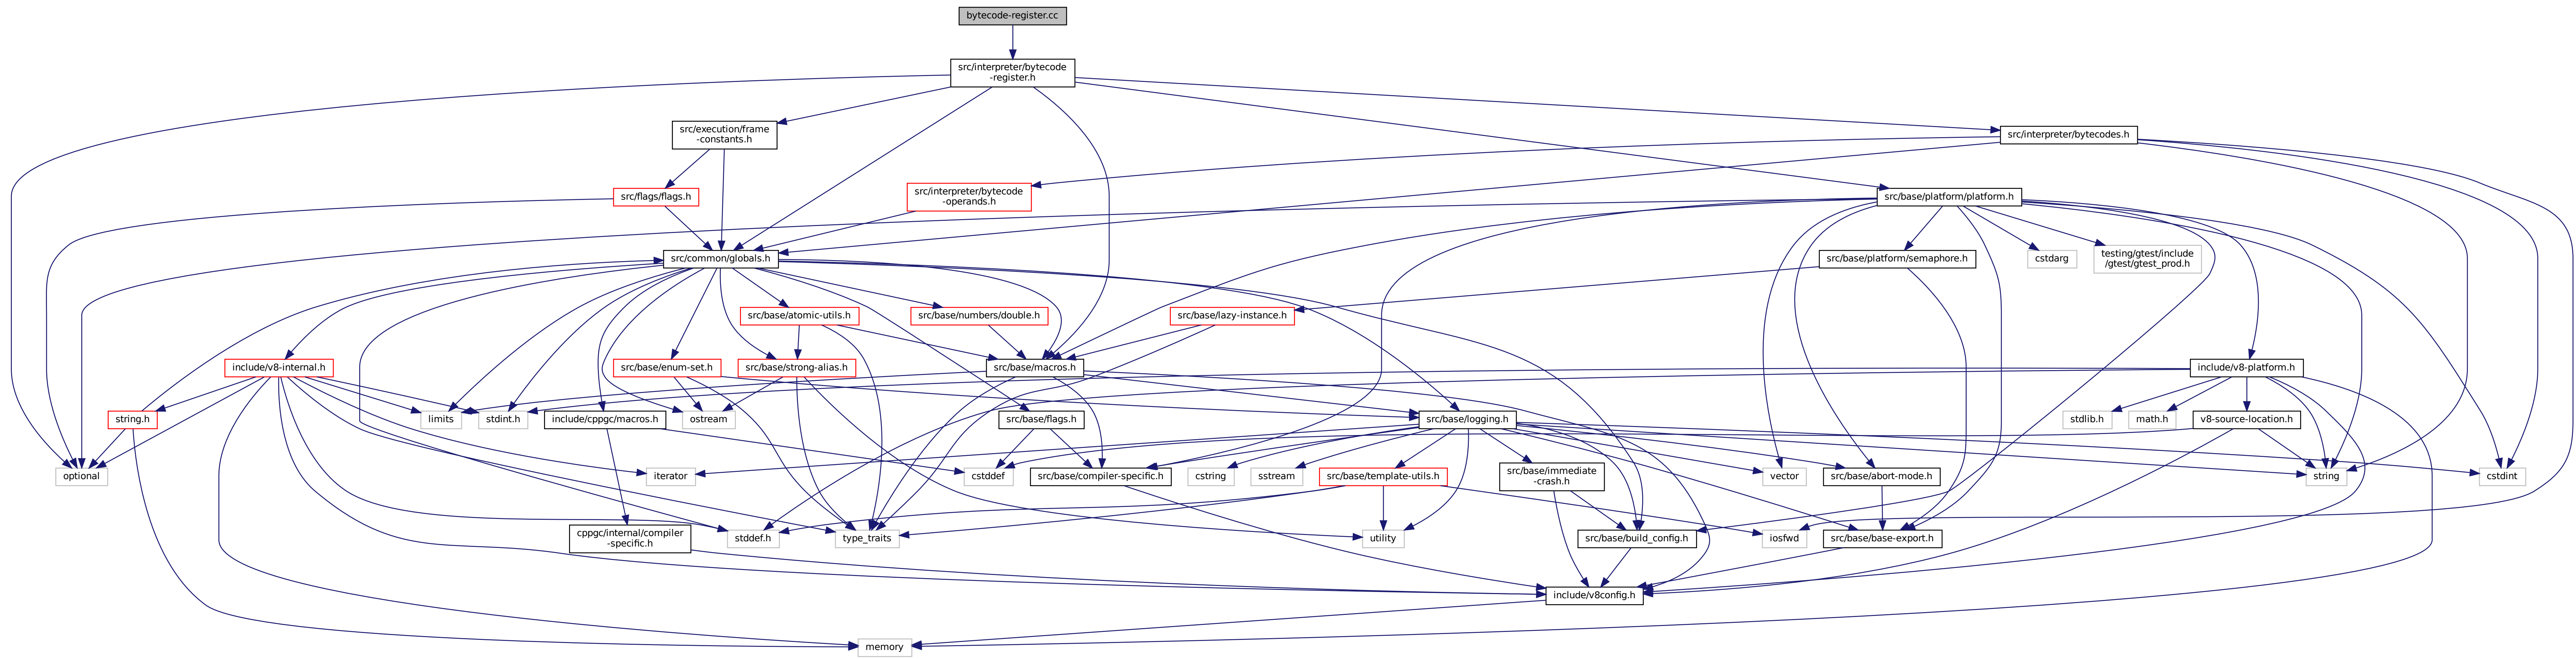 bytecode-register.cc
src/interpreter/bytecode
-register.h
src/execution/frame
-constants.h
src/interpreter/bytecodes.h
src/flags/flags.h
src/interpreter/bytecode
-operands.h
src/base/platform/platform.h
src/common/globals.h
src/base/platform/semaphore.h
cstdarg
testing/gtest/include
/gtest/gtest_prod.h
src/base/atomic-utils.h
src/base/numbers/double.h
src/base/lazy-instance.h
include/v8-internal.h
src/base/enum-set.h
src/base/strong-alias.h
src/base/macros.h
include/v8-platform.h
string.h
limits
stdint.h
include/cppgc/macros.h
ostream
src/base/flags.h
src/base/logging.h
stdlib.h
math.h
v8-source-location.h
optional
iterator
cstddef
src/base/compiler-specific.h
cstring
sstream
src/base/template-utils.h
src/base/immediate
-crash.h
vector
src/base/abort-mode.h
string
cstdint
cppgc/internal/compiler
-specific.h
stddef.h
type_traits
utility
src/base/build_config.h
iosfwd
src/base/base-export.h
include/v8config.h
memory